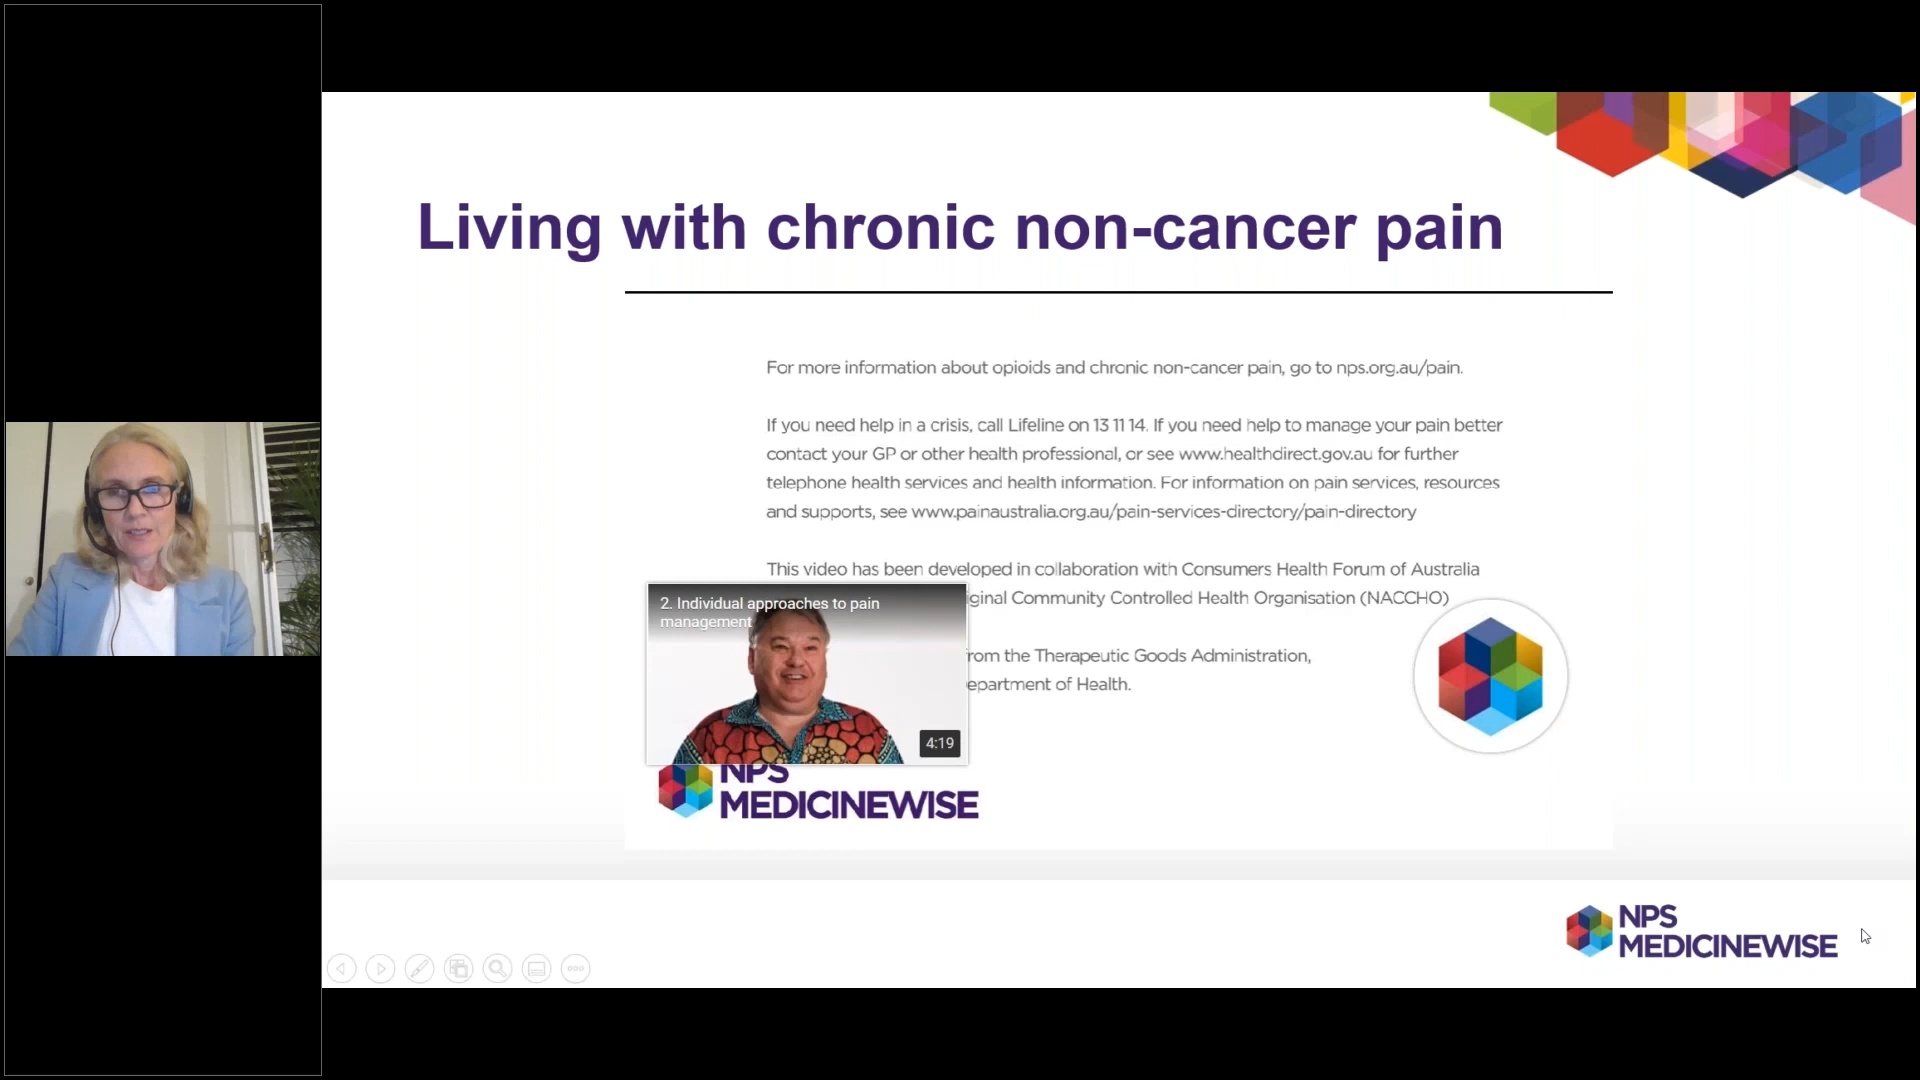 Living with chronic non-cancer pain
For more information about opioids and chronic non-cancer pain, go to nps.org.au/pain.
If you need help in a crisis, call Lifeline on 13 11 14. If you need help to manage your pain better
contact your GP or other health professional, or see www.healthdirect.gov.au for further
telephone health services and health information. For information on pain services, resources
and supports, see www.painaustralia.org.au/pain-services-directory/pain-directory
This video has been developed in collaboration with Consumers Health Forum of Australia
iginal Community Controlled Health Organisation (NACCHO)
rom the Therapeutic Goods Administration,
epartment of Health.
2. Individual approaches to pain
management
4:19
NPS
MEDICINEWISE
NPS
MEDICINEWISE